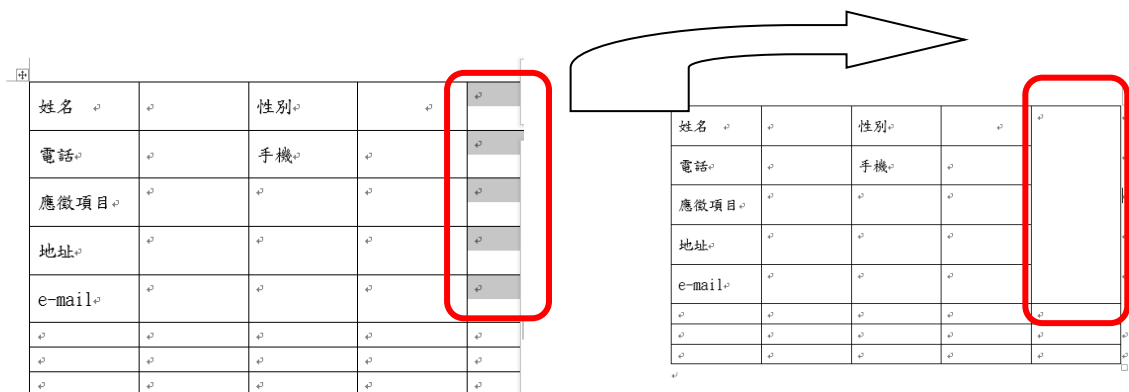 姓名 性別
電話 手機
應徵項目
地址
e-mail
姓名 性別
電話 手機
應徵項目
地址
e-mail